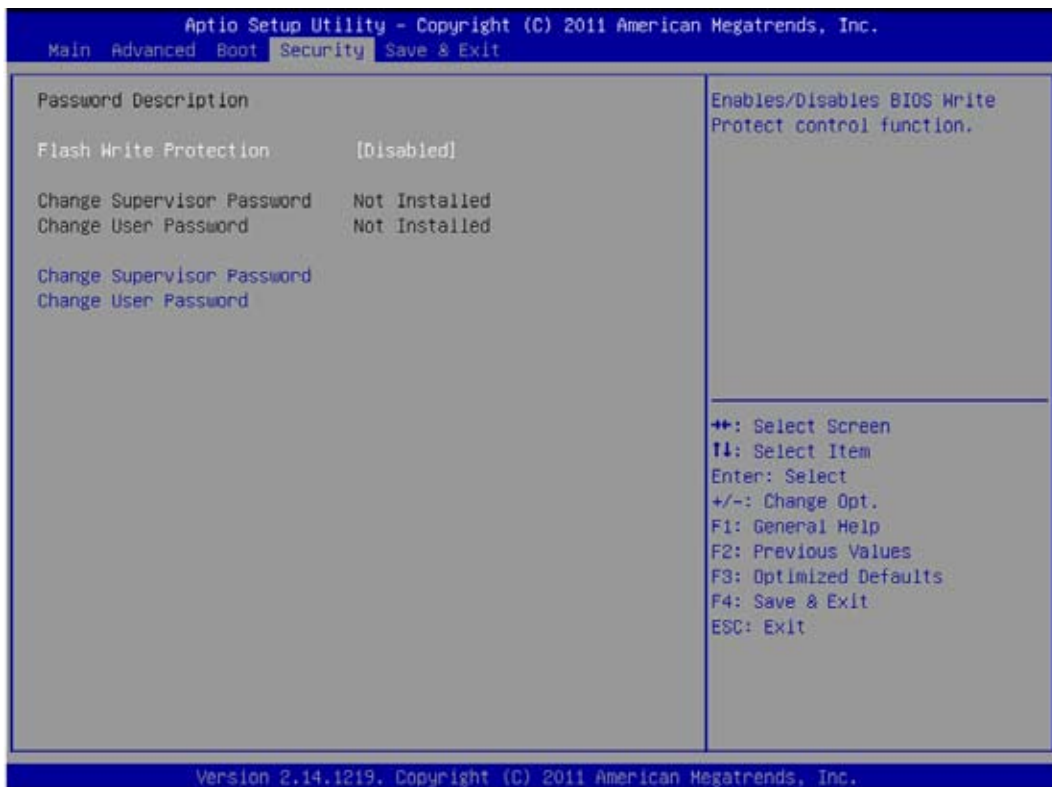 Aptio Setup Utility – Copyright (C) 2011 American Megatrends, Inc.
Main Advanced Boot Security Save & Exit
Password Description
Flash Write Protection [Disabled]
Change Supervisor Password Not Installed
Change User Password Not Installed
Change Supervisor Password
Change User Password
Enables/Disables BIOS Write
Protect control function.
→←: Select Screen
↑↓: Select Item
Enter: Select
+/-: Change Opt.
F1: General Help
F2: Previous Values
F3: Optimized Defaults
F4: Save & Exit
ESC: Exit
Version 2.14.1219. Copyright (C) 2011 American Megatrends, Inc.